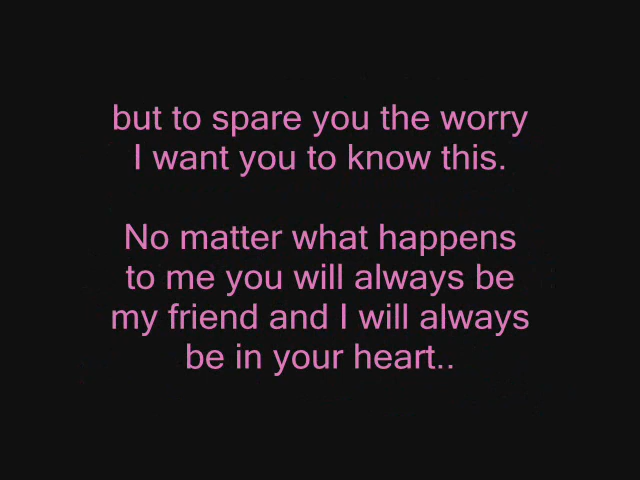 but to spare you the worry
I want you to know this.
No matter what happens
to me you will always be
my friend and I will always
be in your heart..